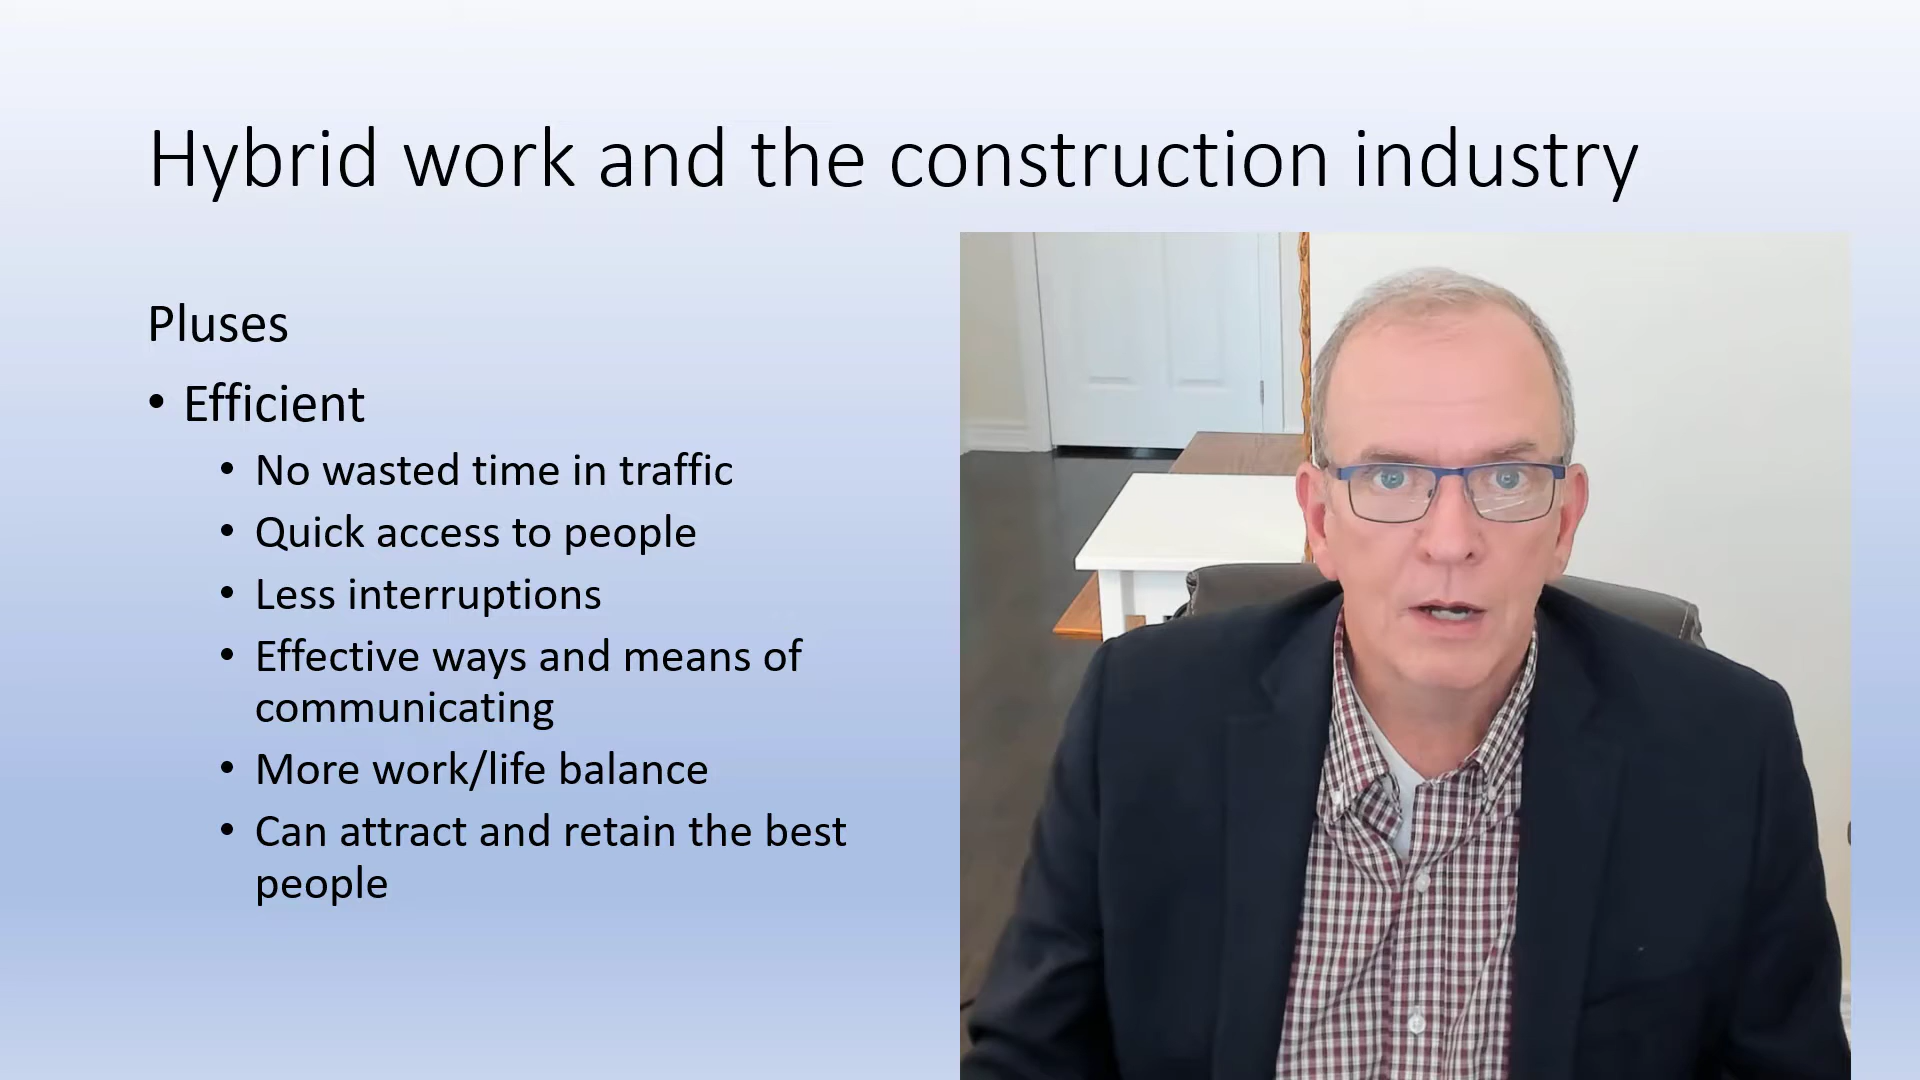 Hybrid work and the construction industry
Pluses
• Efficient
• No wasted time in traffic
• Quick access to people
• Less interruptions
• Effective ways and means of
communicating
• More work/life balance
• Can attract and retain the best
people